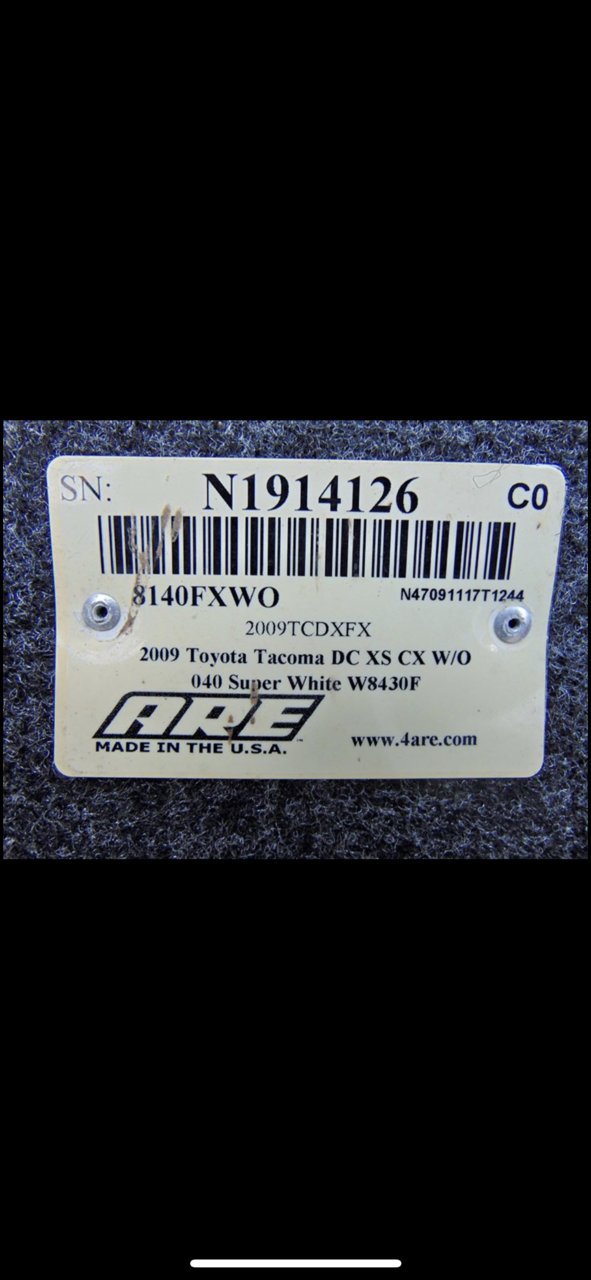 SN: N1914126 C0
8140FXWO N47091117T1244
2009TCDXFX
2009 Toyota Tacoma DC XS CX W/O
040 Super White W8430F
ARE
MADE IN THE U.S.A.
www.4are.com